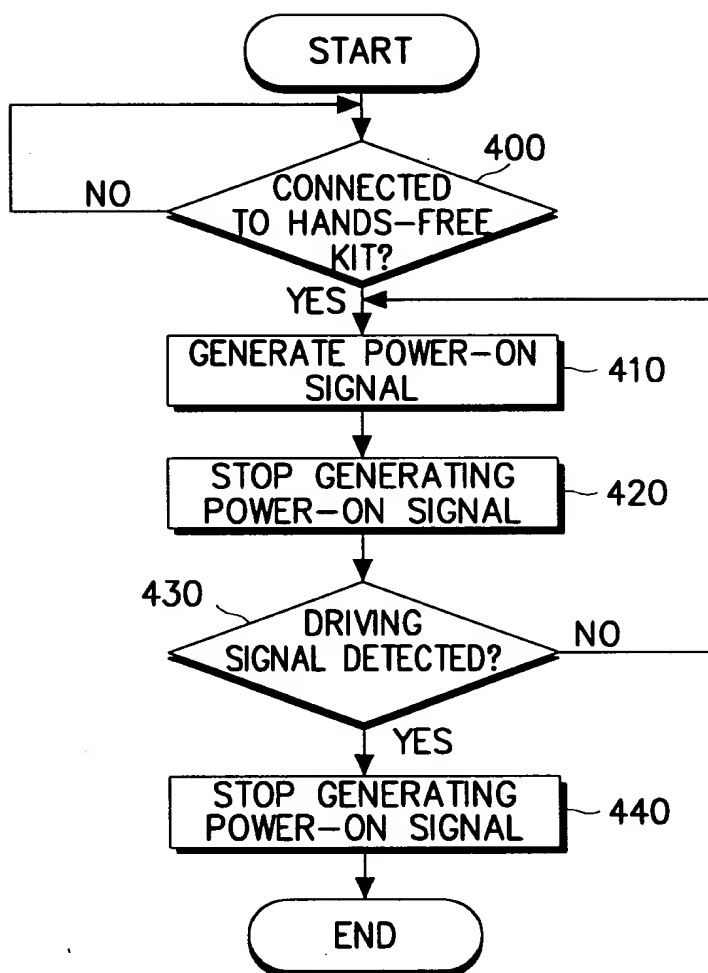 START
400
CONNECTED
TO HANDS-FREE
KIT?
NO
YES
GENERATE POWER-ON
SIGNAL
410
STOP GENERATING
POWER-ON SIGNAL
420
430
DRIVING
SIGNAL DETECTED?
NO
YES
STOP GENERATING
POWER-ON SIGNAL
440
END